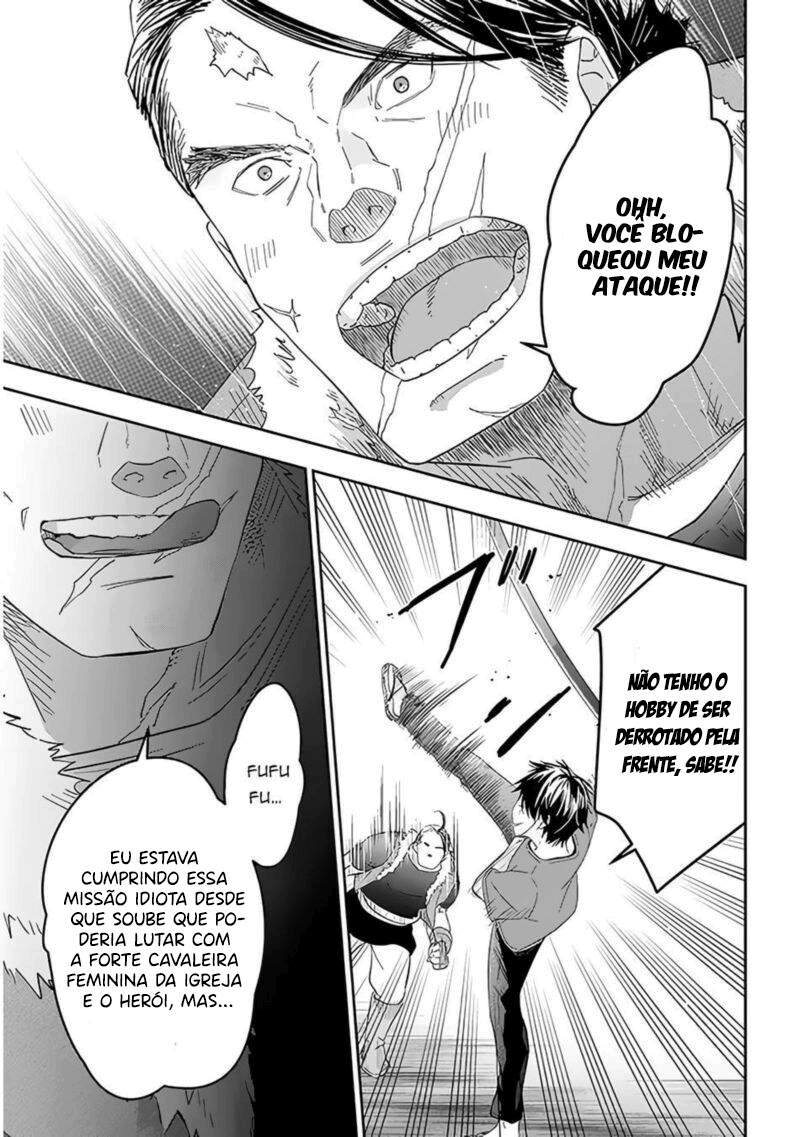 OHH,
VOCÊ BLO-
QUEOU MEU
ATAQUE!!
NÃO TENHO O
HOBBY DE SER
DERROTADO PELA
FRENTE, SABE!!
FUFU
FU...
EU ESTAVA
CUMPRINDO ESSA
MISSÃO IDIOTA DESDE
QUE SOUBE QUE PO-
DERIA LUTAR COM
A FORTE CAVALEIRA
FEMININA DA IGREJA
E O HERÓI, MAS...